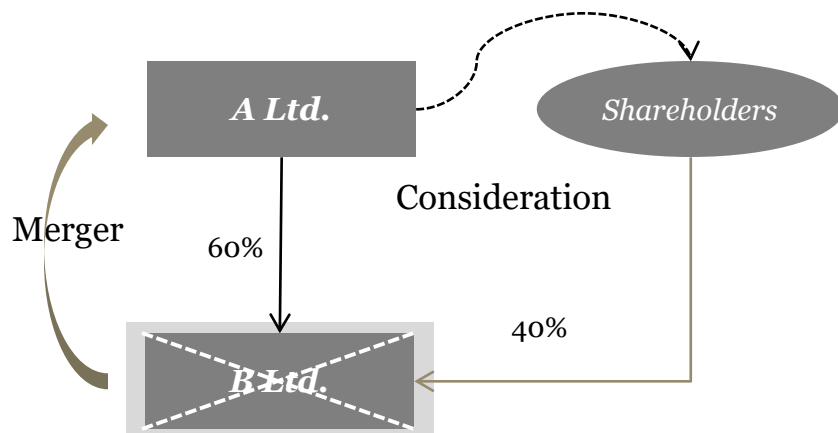 A Ltd.
Shareholders
Consideration
Merger
60%
40%
B Ltd.